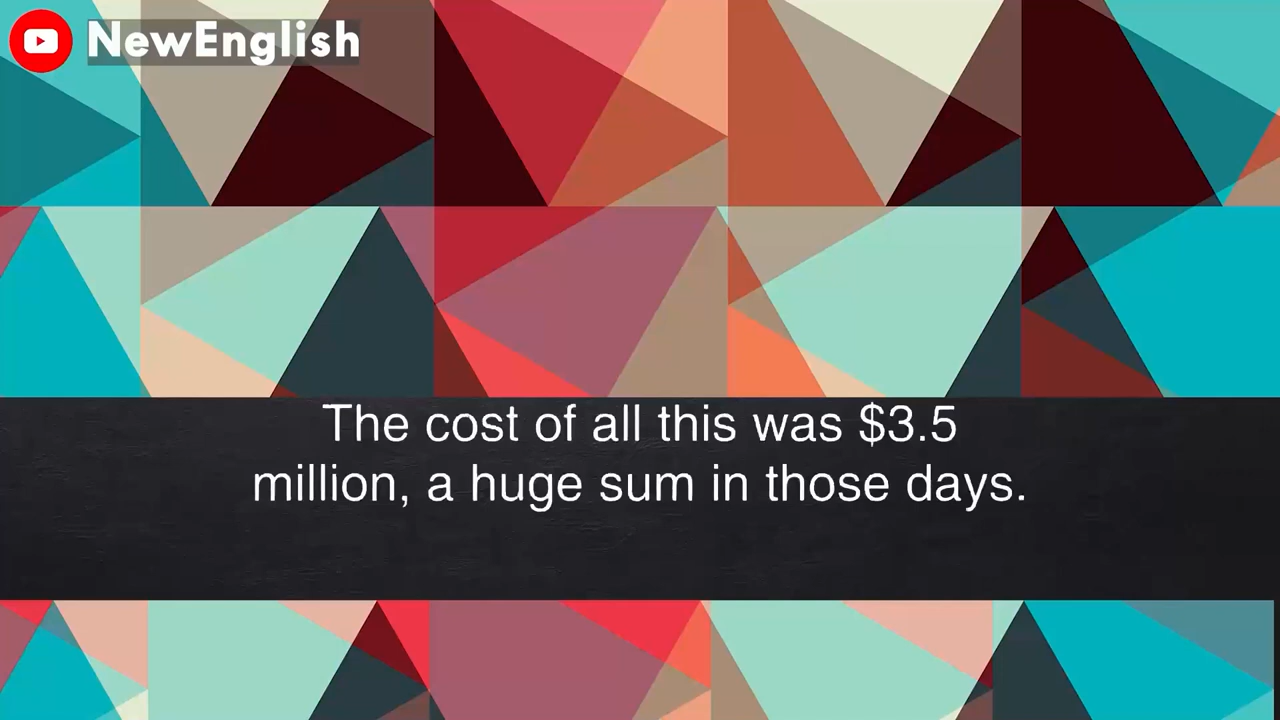 NewEnglish
The cost of all this was $3.5
million, a huge sum in those days.